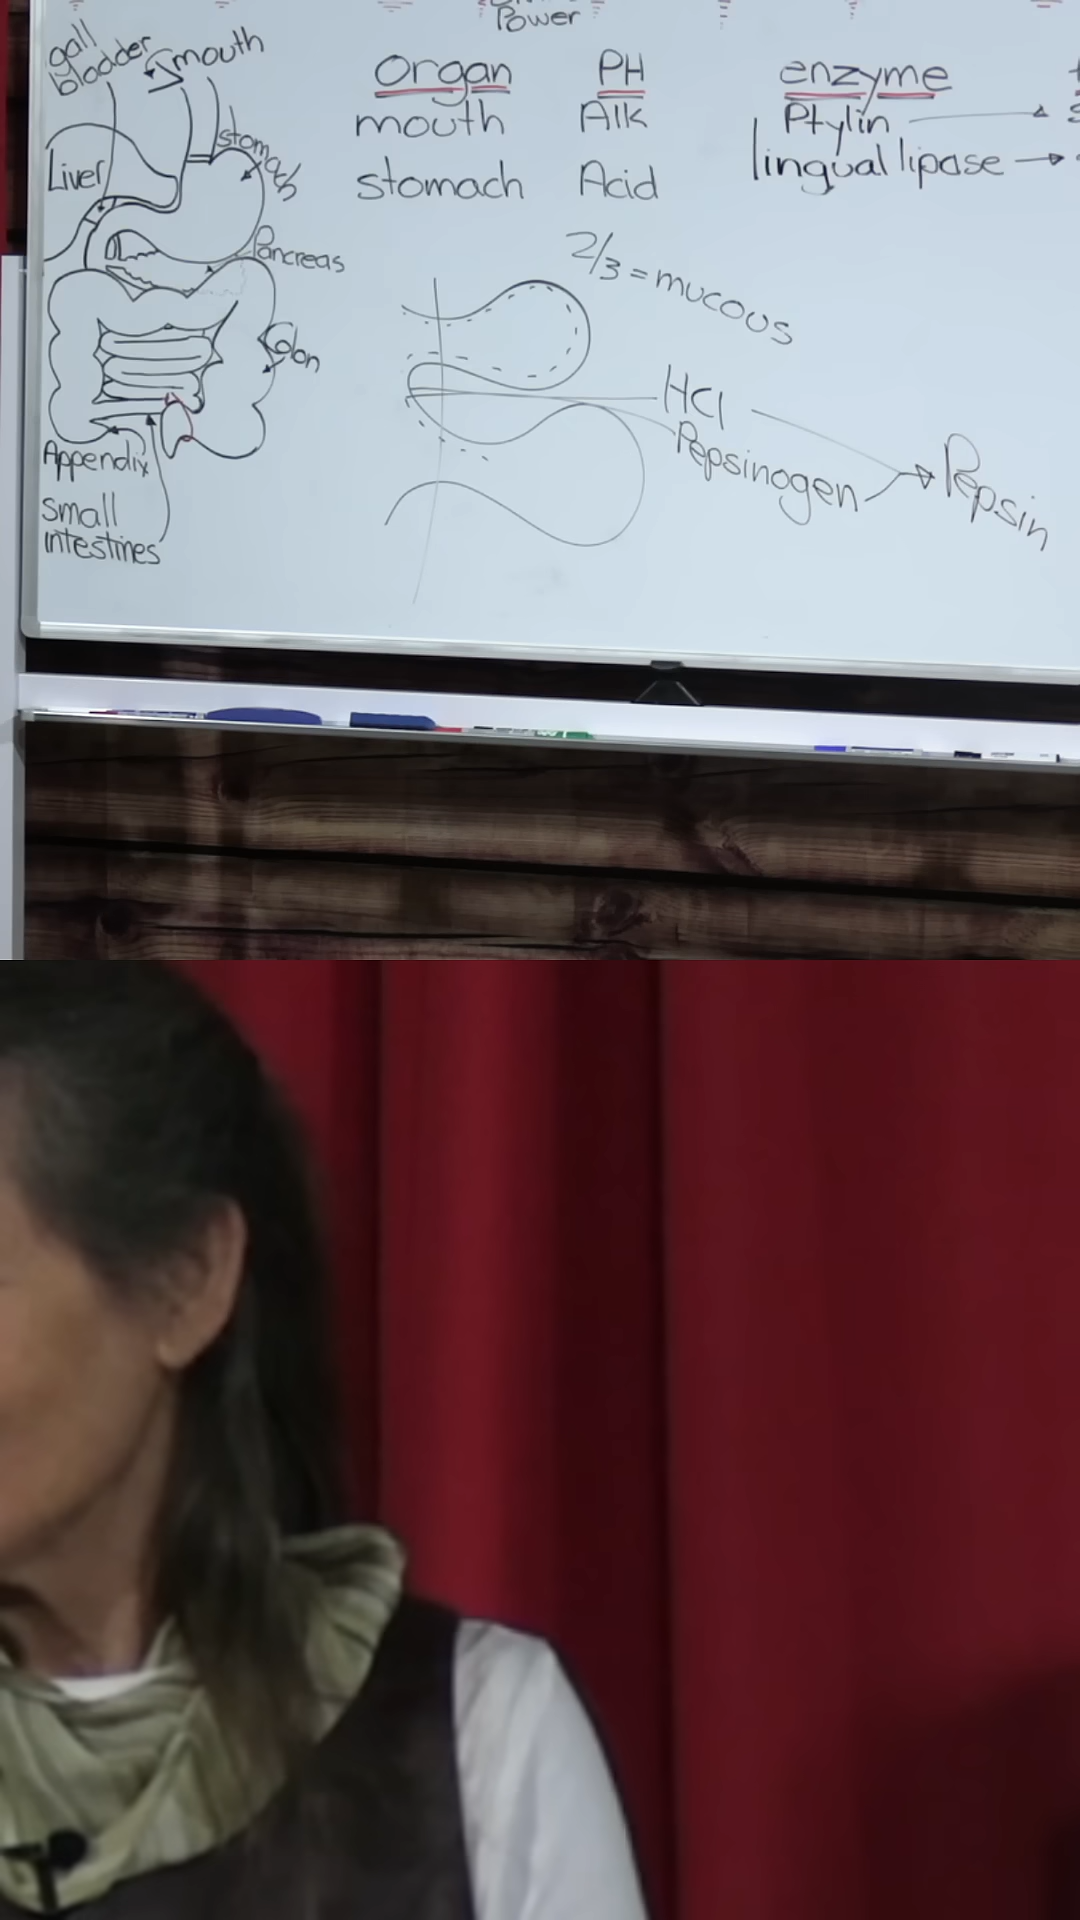 Power
gall
bladder
mouth
stomach
Liver
Pancreas
Colon
Appendix
small
intestines
Organ PH enzyme
mouth Alk Ptylin
lingual lipase
stomach Acid
2/3 = mucous
HCl
Pepsinogen
Pepsin